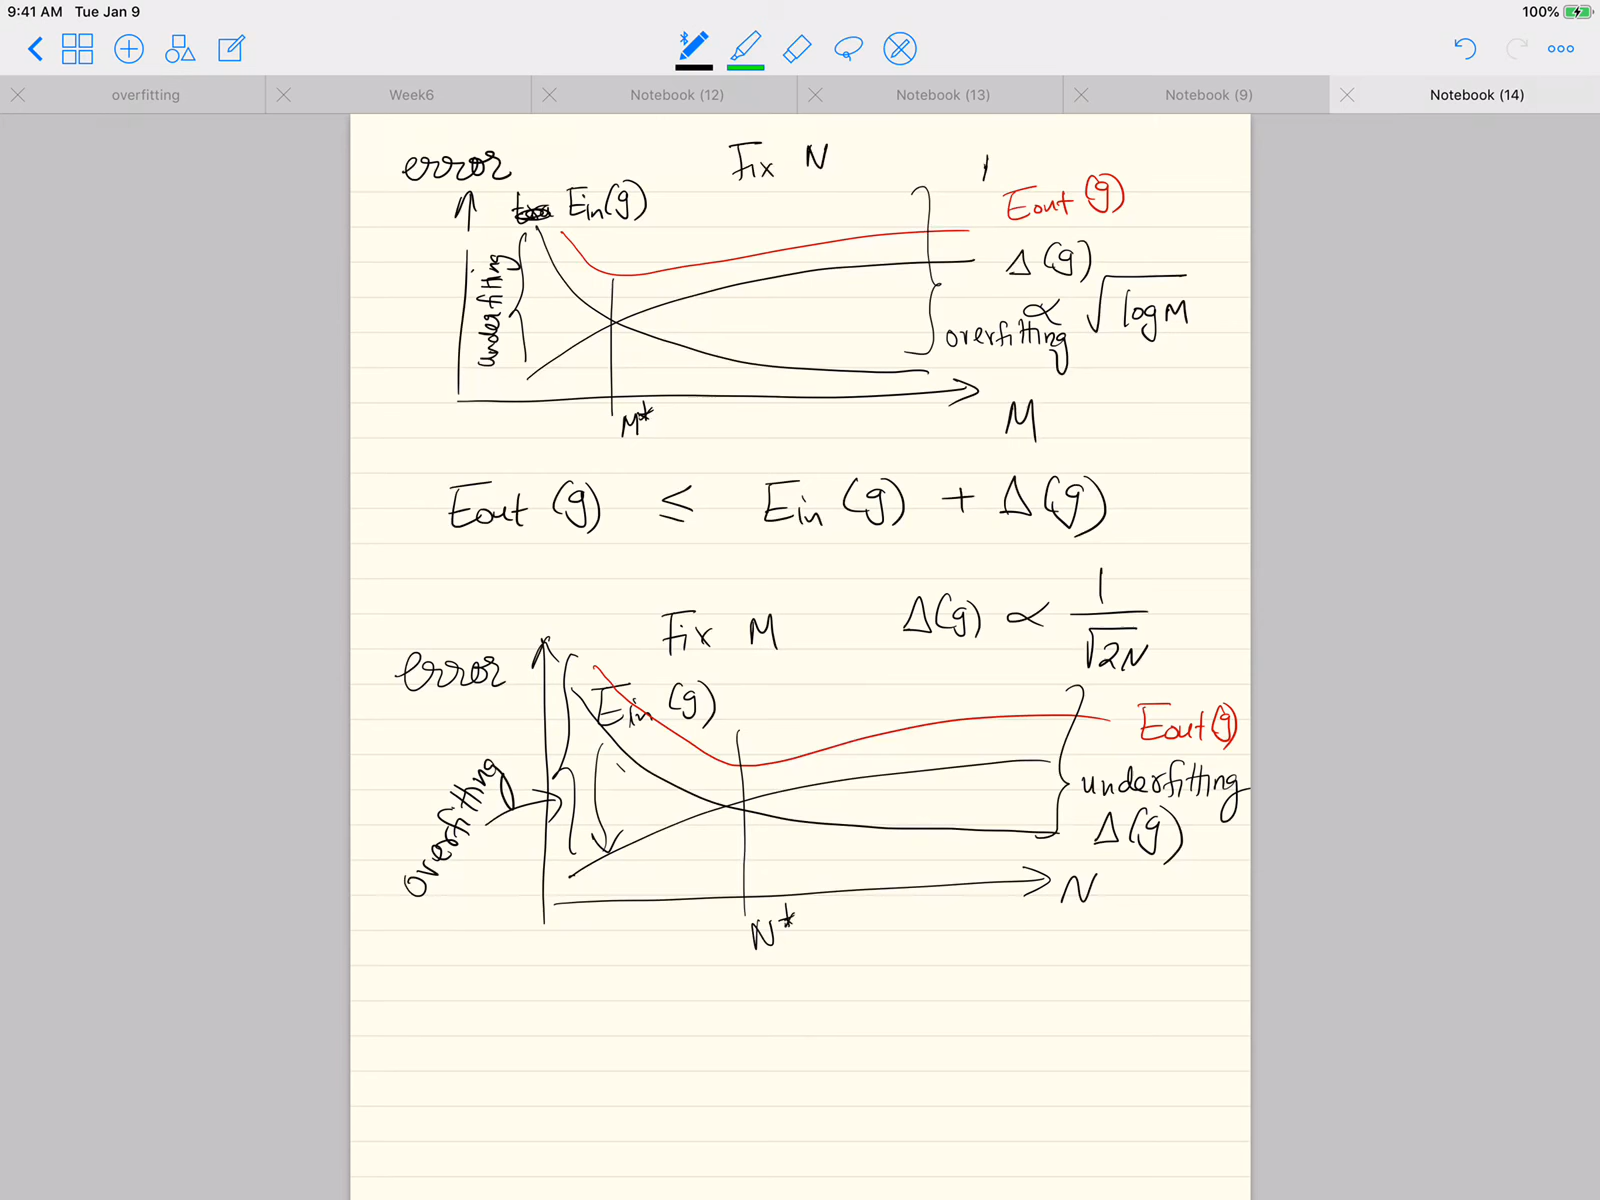 9:41 AM Tue Jan 9
100%
overfitting
Week6
Notebook (12)
Notebook (13)
Notebook (9)
Notebook (14)
error
Fix N
Ein(g)
Eout (g)
underfitting
Δ(g)
∝ √logM
overfitting
M*
M
Eout (g) ≤ Ein (g) + Δ(g)
Fix M
Δ(g) ∝ 1/√2N
error
Ein (g)
Eout(g)
overfitting
underfitting
Δ(g)
N
N*